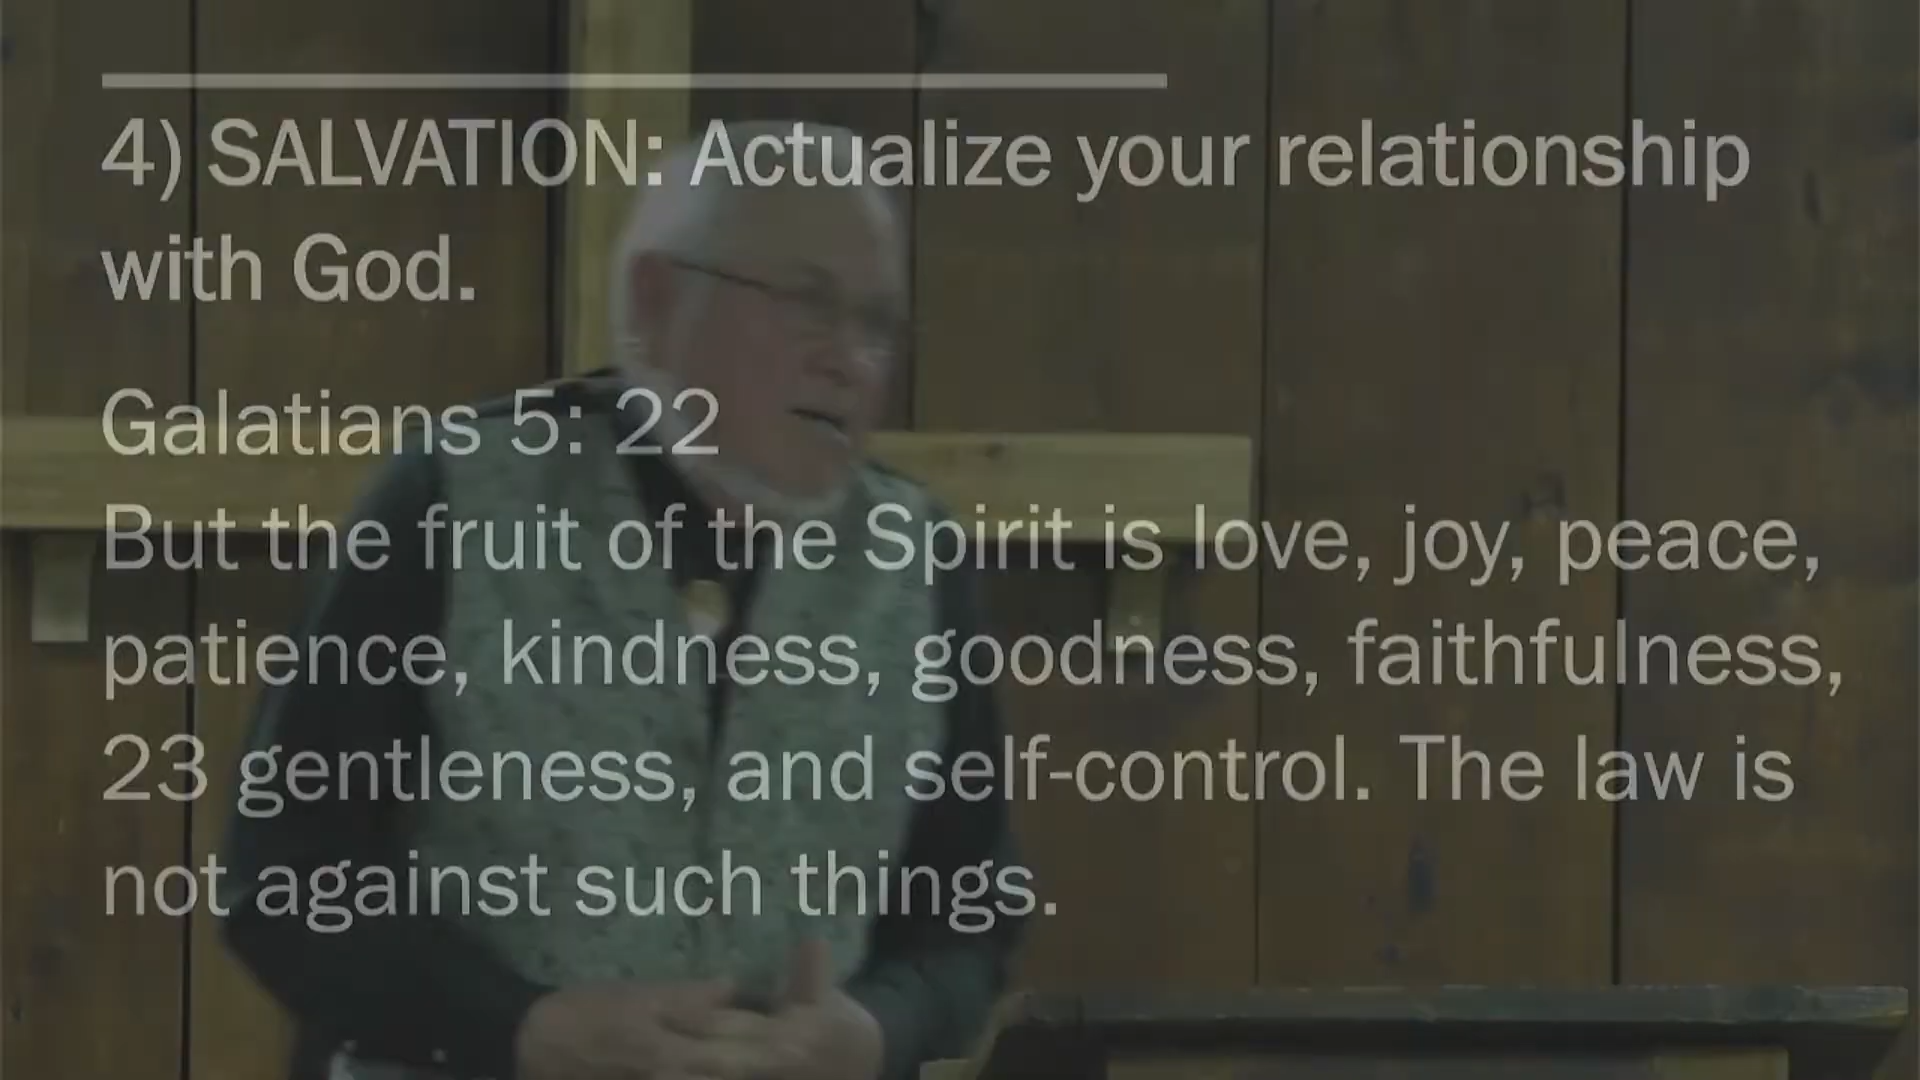 4) SALVATION: Actualize your relationship
with God.
Galatians 5: 22
But the fruit of the Spirit is love, joy, peace,
patience, kindness, goodness, faithfulness,
23 gentleness, and self-control. The law is
not against such things.